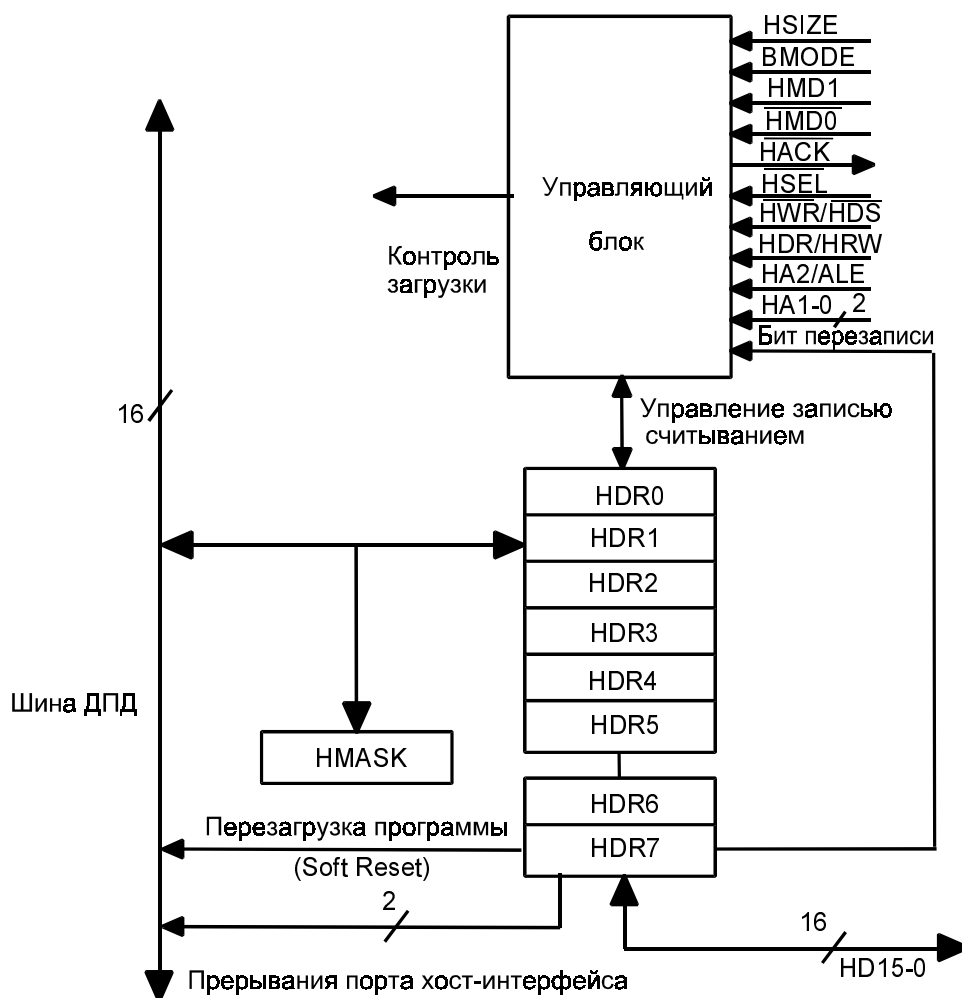 HSIZE
BMODE
HMD1
HMD0
HACK
HSEL
HWR/HDS
HDR/HRW
HA2/ALE
HA1-0 2
Бит перезаписи
Управляющий
блок
Контроль
загрузки
16
Управление записью
считыванием
HDR0
HDR1
HDR2
HDR3
HDR4
HDR5
Шина ДПД
HMASK
HDR6
HDR7
Перезагрузка программы
(Soft Reset)
2
16
HD15-0
Прерывания порта хост-интерфейса